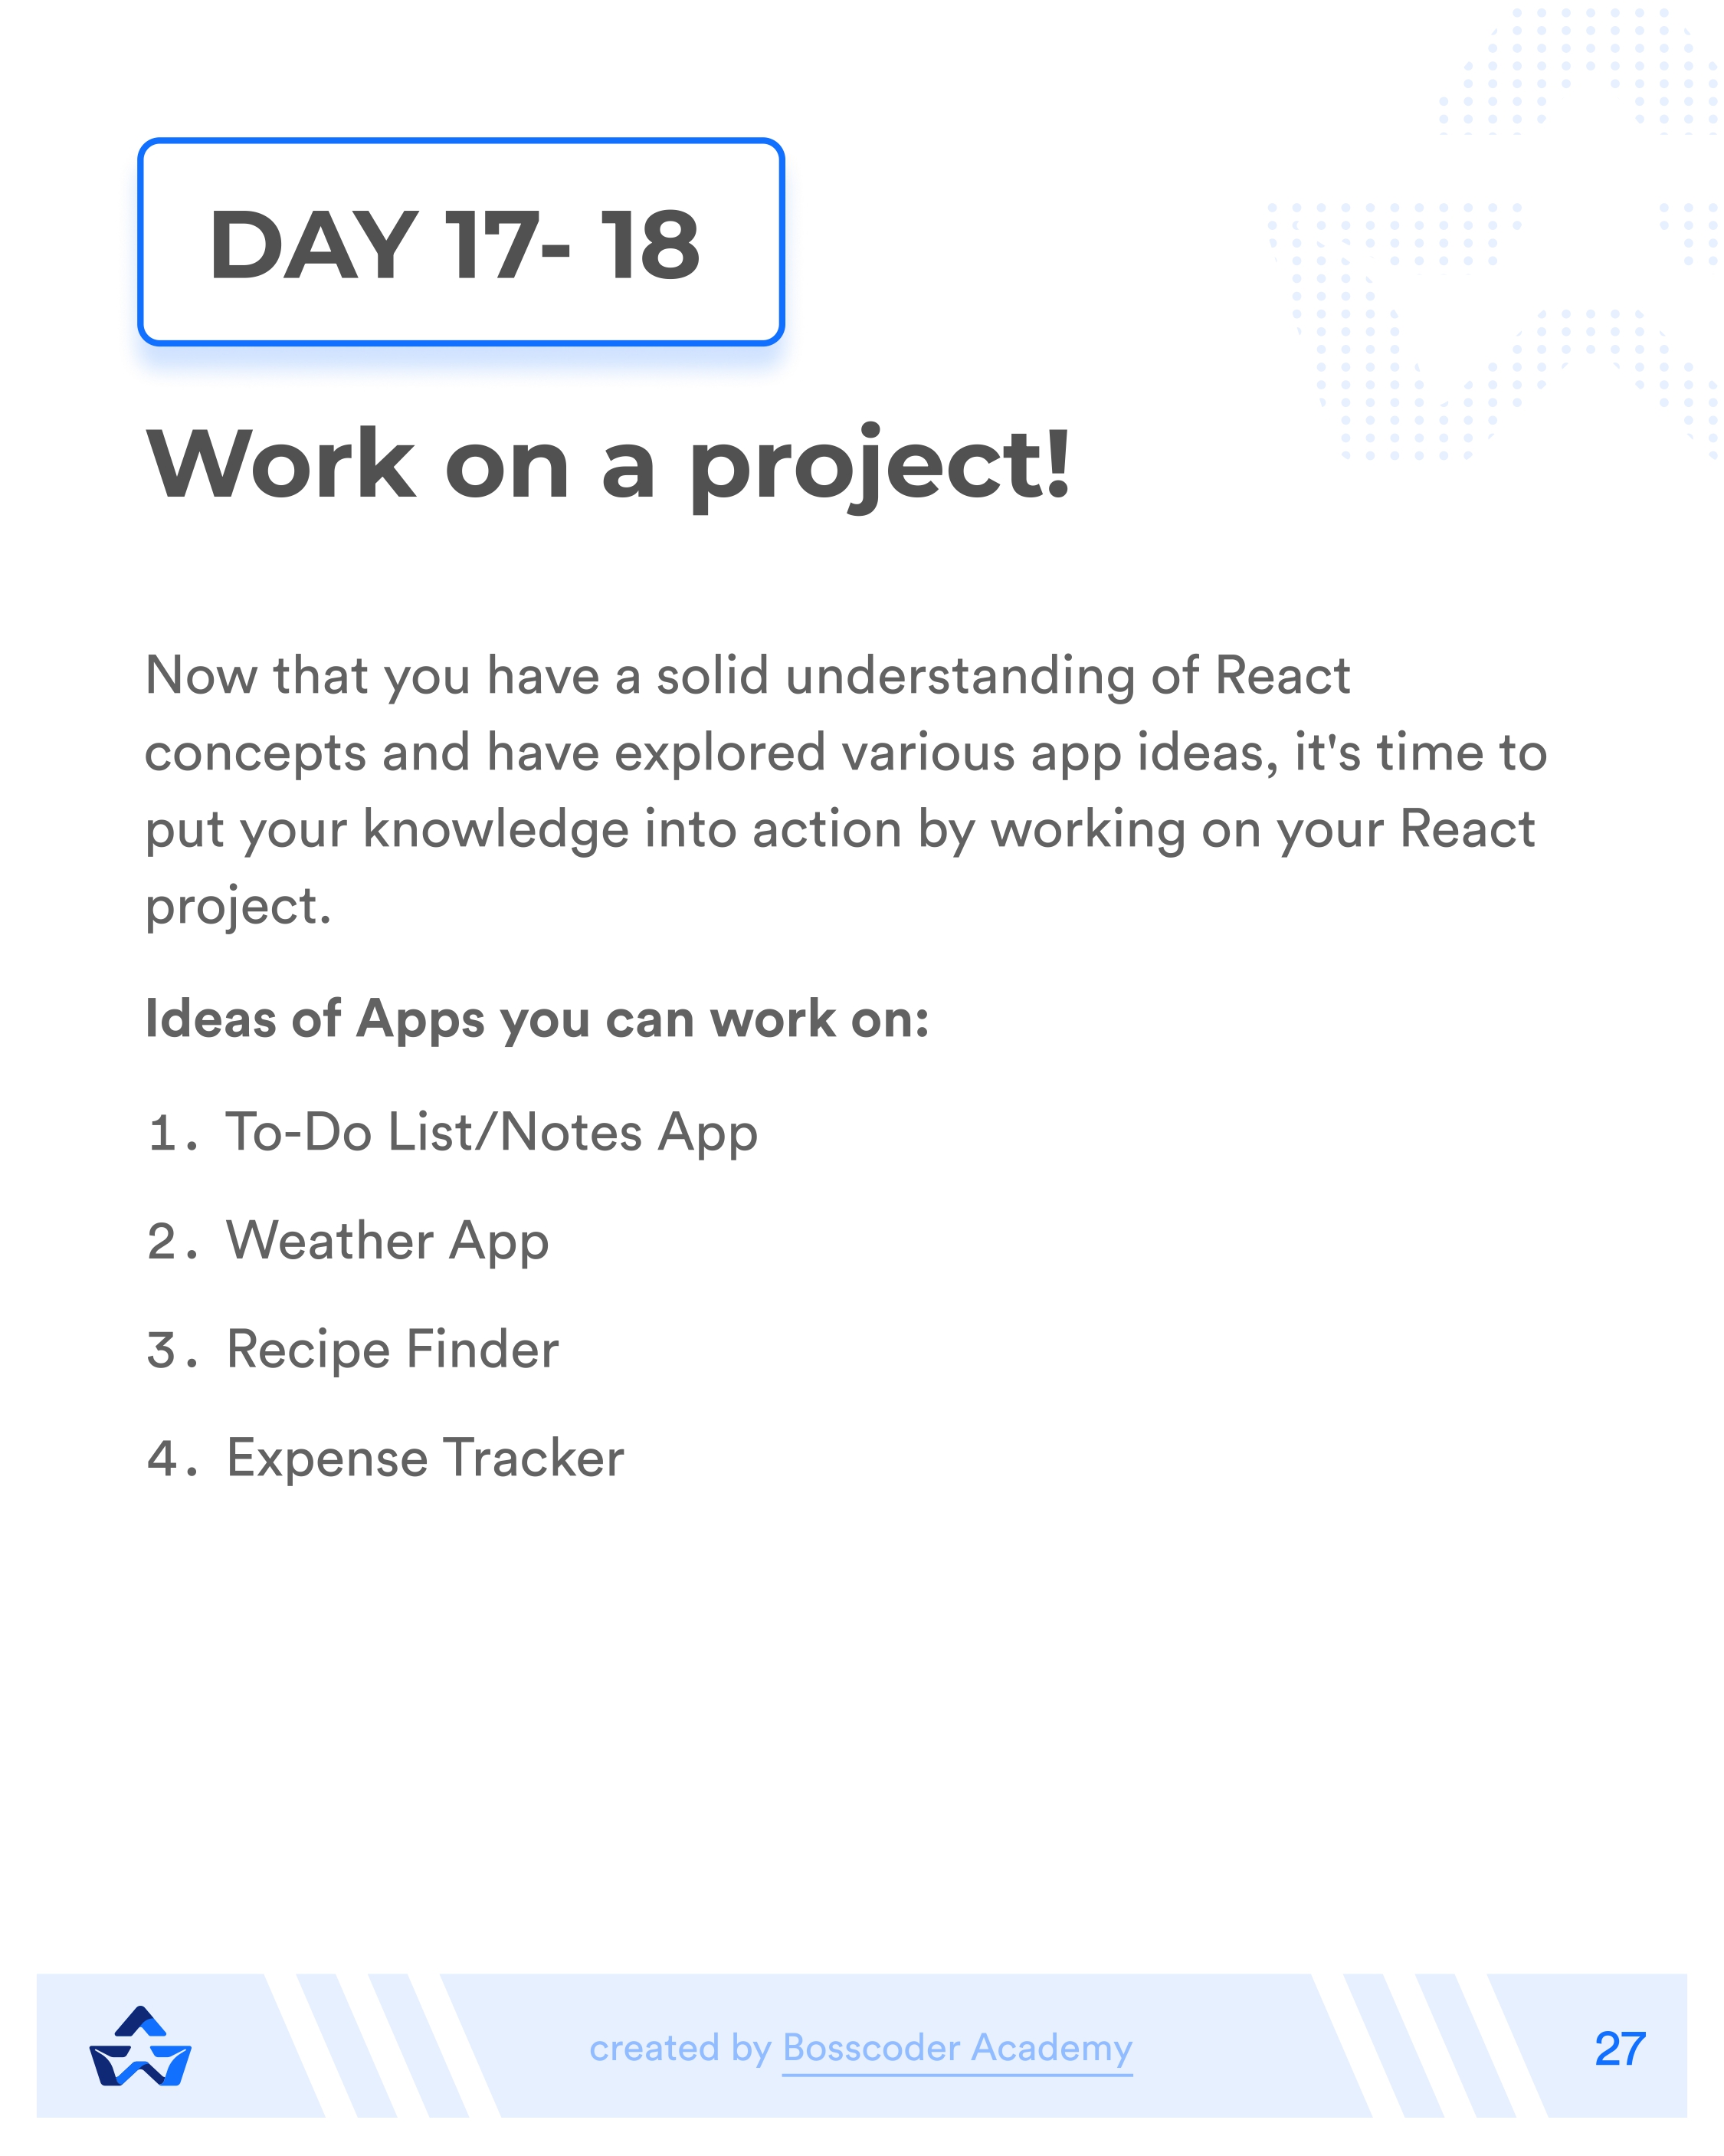 DAY 17- 18
Work on a project!
Now that you have a solid understanding of React
concepts and have explored various app ideas, it's time to
put your knowledge into action by working on your React
project.
Ideas of Apps you can work on:
1. To-Do List/Notes App
2. Weather App
3. Recipe Finder
4. Expense Tracker
created by Bosscoder Academy
27